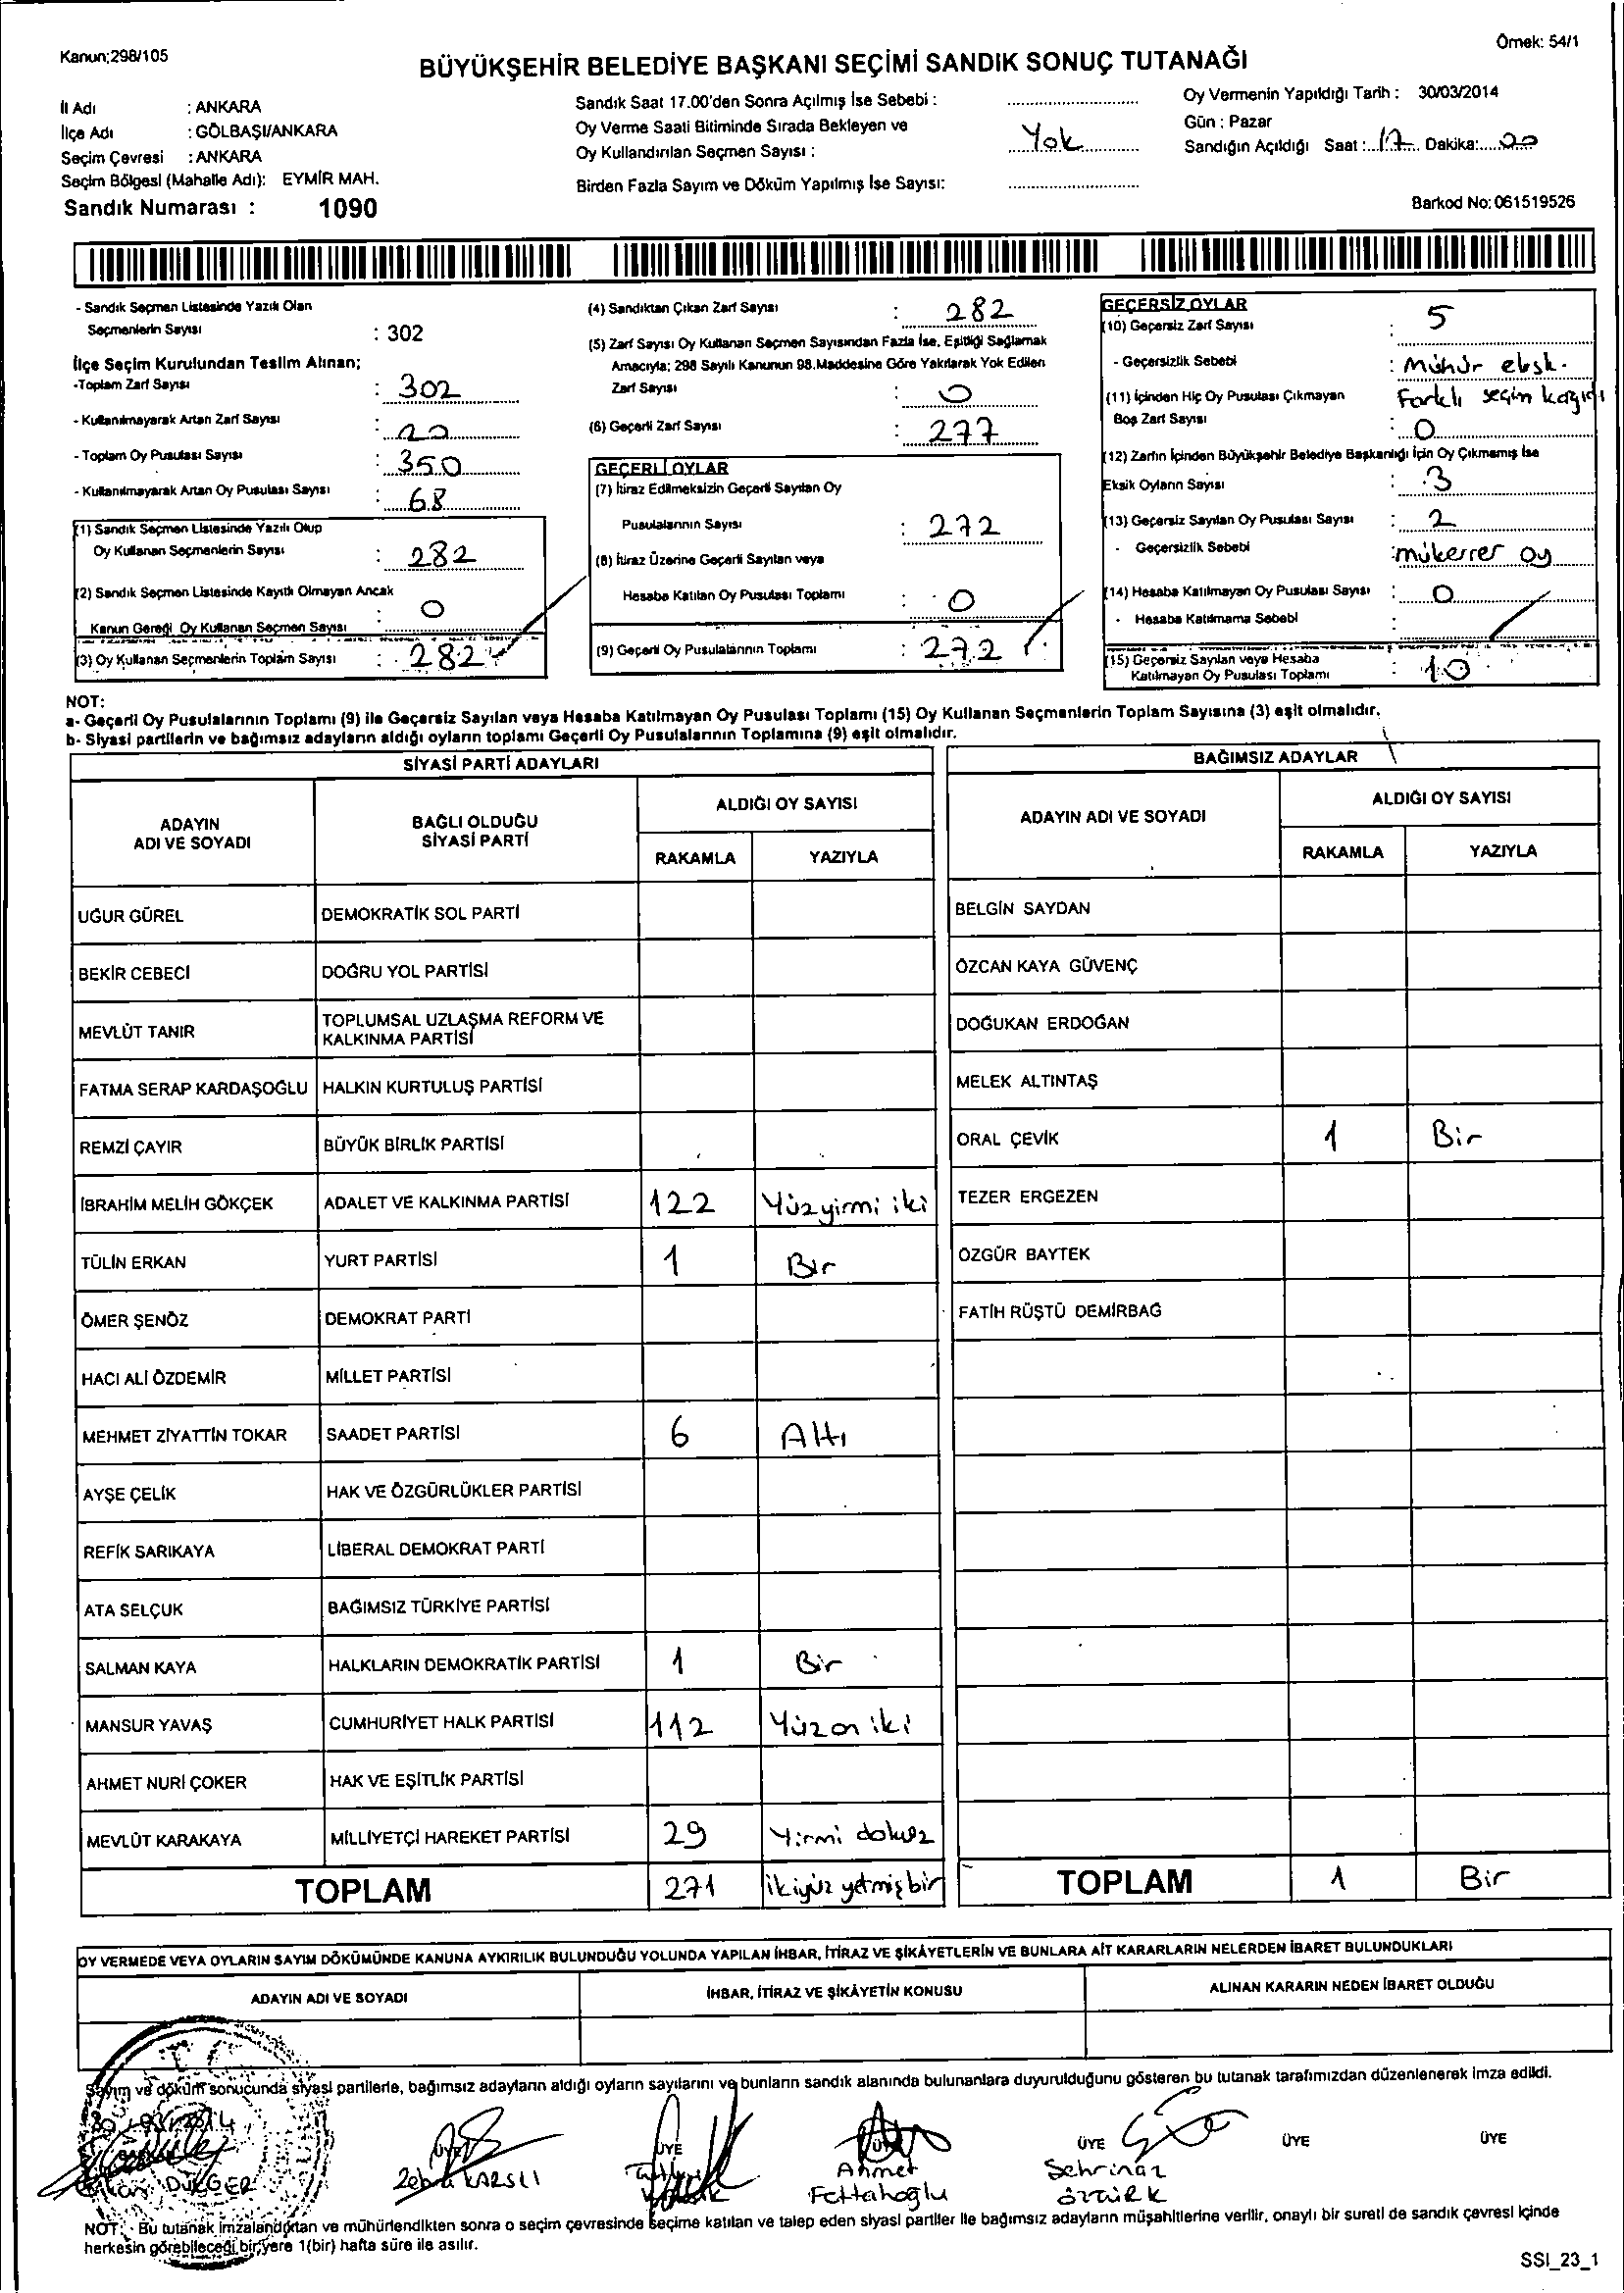 Kanun;298/105
Örnek: 54/1
BÜYÜKŞEHİR BELEDİYE BAŞKANI SEÇİMİ SANDIK SONUÇ TUTANAĞI
İl Adı : ANKARA
İlçe Adı : GÖLBAŞI/ANKARA
Seçim Çevresi : ANKARA
Seçim Bölgesi (Mahalle Adı): EYMİR MAH.
Sandık Numarası : 1090
Sandık Saat 17.00'den Sonra Açılmış İse Sebebi :
Oy Verme Saati Bitiminde Sırada Bekleyen ve
Oy Kullandırılan Seçmen Sayısı : Yok
Birden Fazla Sayım ve Döküm Yapılmış İse Sayısı:
Oy Vermenin Yapıldığı Tarih : 30/03/2014
Gün : Pazar
Sandığın Açıldığı Saat : 17 Dakika: 20
Barkod No: 061519526
- Sandık Seçmen Listesinde Yazılı Olan
Seçmenlerin Sayısı : 302
İlçe Seçim Kurulundan Teslim Alınan;
-Toplam Zarf Sayısı : 302
- Kullanılmayarak Artan Zarf Sayısı : 20
- Toplam Oy Pusulası Sayısı : 350
- Kullanılmayarak Artan Oy Pusulası Sayısı : 68
(1) Sandık Seçmen Listesinde Yazılı Olup
Oy Kullanan Seçmenlerin Sayısı : 282
(2) Sandık Seçmen Listesinde Kayıtlı Olmayan Ancak
Kanun Gereği Oy Kullanan Seçmen Sayısı : 0
(3) Oy Kullanan Seçmenlerin Toplam Sayısı : 282
(4) Sandıktan Çıkan Zarf Sayısı : 282
(5) Zarf Sayısı Oy Kullanan Seçmen Sayısından Fazla İse, Eşitliği Sağlamak
Amacıyla; 298 Sayılı Kanunun 98.Maddesine Göre Yakılarak Yok Edilen
Zarf Sayısı : 0
(6) Geçerli Zarf Sayısı : 277
GEÇERLİ OYLAR
(7) İtiraz Edilmeksizin Geçerli Sayılan Oy
Pusulalarının Sayısı : 272
(8) İtiraz Üzerine Geçerli Sayılan veya
Hesaba Katılan Oy Pusulası Toplamı : 0
(9) Geçerli Oy Pusulalarının Toplamı : 272
GEÇERSİZ OYLAR
(10) Geçersiz Zarf Sayısı : 5
- Geçersizlik Sebebi : Mühür eksk.
Farklı seçim kağıdı
(11) İçinden Hiç Oy Pusulası Çıkmayan
Boş Zarf Sayısı : 0
(12) Zarfın İçinden Büyükşehir Belediye Başkanlığı İçin Oy Çıkmamış İse
Eksik Oyların Sayısı : 3
(13) Geçersiz Sayılan Oy Pusulası Sayısı : 2
- Geçersizlik Sebebi : mükerrer oy
(14) Hesaba Katılmayan Oy Pusulası Sayısı : 0
- Hesaba Katılmama Sebebi :
(15) Geçersiz Sayılan veya Hesaba
Katılmayan Oy Pusulası Toplamı : 10
NOT:
a- Geçerli Oy Pusulalarının Toplamı (9) ile Geçersiz Sayılan veya Hesaba Katılmayan Oy Pusulası Toplamı (15) Oy Kullanan Seçmenlerin Toplam Sayısına (3) eşit olmalıdır.
b- Siyasi partilerin ve bağımsız adayların aldığı oyların toplamı Geçerli Oy Pusulalarının Toplamına (9) eşit olmalıdır.
SİYASİ PARTİ ADAYLARI
ADAYIN ADI VE SOYADI
BAĞLI OLDUĞU SİYASİ PARTİ
ALDIĞI OY SAYISI
RAKAMLA YAZIYLA
UĞUR GÜREL DEMOKRATİK SOL PARTİ
BEKİR CEBECİ DOĞRU YOL PARTİSİ
MEVLÜT TANIR TOPLUMSAL UZLAŞMA REFORM VE
KALKINMA PARTİSİ
FATMA SERAP KARDAŞOĞLU HALKIN KURTULUŞ PARTİSİ
REMZİ ÇAYIR BÜYÜK BİRLİK PARTİSİ
İBRAHİM MELİH GÖKÇEK ADALET VE KALKINMA PARTİSİ 122 Yüzyirmi iki
TÜLİN ERKAN YURT PARTİSİ 1 Bir
ÖMER ŞENÖZ DEMOKRAT PARTİ
HACI ALİ ÖZDEMİR MİLLET PARTİSİ
MEHMET ZİYATTİN TOKAR SAADET PARTİSİ 6 Altı
AYŞE ÇELİK HAK VE ÖZGÜRLÜKLER PARTİSİ
REFİK SARIKAYA LİBERAL DEMOKRAT PARTİ
ATA SELÇUK BAĞIMSIZ TÜRKİYE PARTİSİ
SALMAN KAYA HALKLARIN DEMOKRATİK PARTİSİ 1 Bir
MANSUR YAVAŞ CUMHURİYET HALK PARTİSİ 112 Yüzon iki
AHMET NURİ ÇOKER HAK VE EŞİTLİK PARTİSİ
MEVLÜT KARAKAYA MİLLİYETÇİ HAREKET PARTİSİ 29 Yirmi dokuz
TOPLAM 271 ikiyüz yetmişbir
BAĞIMSIZ ADAYLAR
ADAYIN ADI VE SOYADI
ALDIĞI OY SAYISI
RAKAMLA YAZIYLA
BELGİN SAYDAN
ÖZCAN KAYA GÜVENÇ
DOĞUKAN ERDOĞAN
MELEK ALTINTAŞ
ORAL ÇEVİK 1 Bir
TEZER ERGEZEN
ÖZGÜR BAYTEK
FATİH RÜŞTÜ DEMİRBAĞ
TOPLAM 1 Bir
OY VERMEDE VEYA OYLARIN SAYIM DÖKÜMÜNDE KANUNA AYKIRILIK BULUNDUĞU YOLUNDA YAPILAN İHBAR, İTİRAZ VE ŞİKÂYETLERİN VE BUNLARA AİT KARARLARIN NELERDEN İBARET BULUNDUKLARI
ADAYIN ADI VE SOYADI İHBAR, İTİRAZ VE ŞİKÂYETİN KONUSU ALINAN KARARIN NEDEN İBARET OLDUĞU
Sayım ve döküm sonucunda siyasi partilerle, bağımsız adayların aldığı oyların sayılarını ve bunların sandık alanında bulunanlara duyurulduğunu gösteren bu tutanak tarafımızdan düzenlenerek imza edildi.
ÜYE ÜYE ÜYE ÜYE ÜYE ÜYE
DÜLGER
Zehra KARSLI
Ahmet
Fettahoğlu
Şehrinaz
ÖZTÜRK
NOT: Bu tutanak imzalandıktan ve mühürlendikten sonra o seçim çevresinde seçime katılan ve talep eden siyasi partiler ile bağımsız adayların müşahitlerine verilir, onaylı bir sureti de sandık çevresi içinde
herkesin görebileceği bir yere 1(bir) hafta süre ile asılır.
SSI_23_1